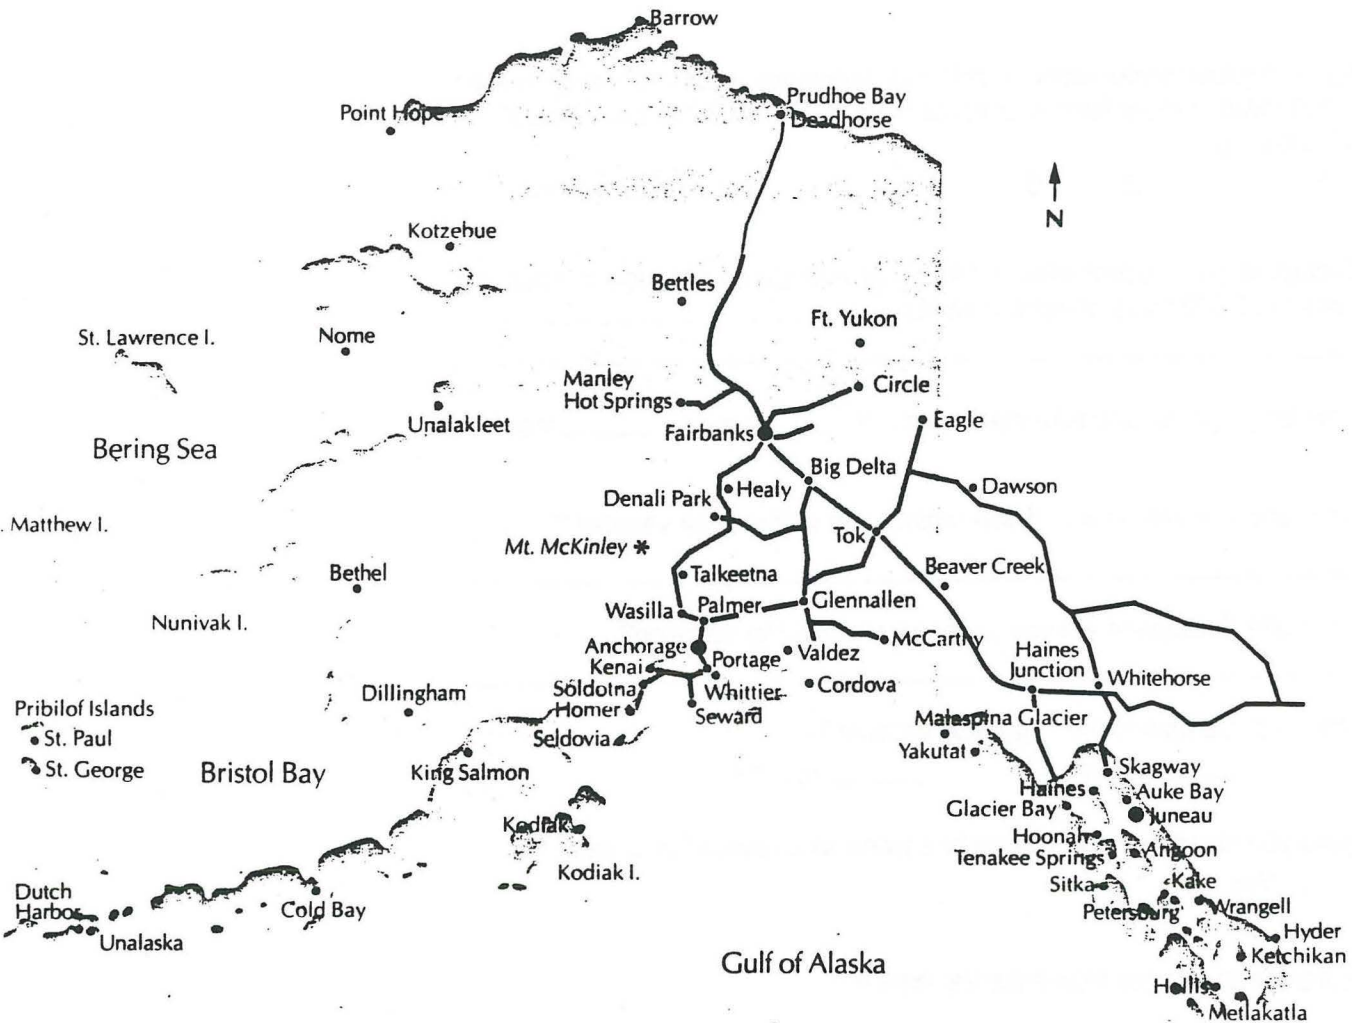 Barrow
Prudhoe Bay
Deadhorse
Point Hope
N
Kotzebue
Bettles
Ft. Yukon
St. Lawrence I.
Nome
Manley
Hot Springs
Circle
Unalakleet
Fairbanks
Eagle
Bering Sea
Big Delta
Healy
Dawson
Denali Park
. Matthew I.
Tok
Mt. McKinley *
Beaver Creek
Bethel
Talkeetna
Wasilla
Palmer
Glennallen
Nunivak I.
McCarthy
Anchorage
Kenai
Portage
Valdez
Haines
Junction
Whitehorse
Soldotna
Whittier
Cordova
Dillingham
Homer
Seward
Pribilof Islands
Malaspina Glacier
St. Paul
Seldovia
Yakutat
St. George
Bristol Bay
King Salmon
Skagway
Haines
Auke Bay
Glacier Bay
Juneau
Kodiak
Hoonah
Angoon
Tenakee Springs
Kodiak I.
Sitka
Kake
Dutch
Harbor
Cold Bay
Petersburg
Wrangell
Unalaska
Hyder
Ketchikan
Gulf of Alaska
Hollis
Metlakatla